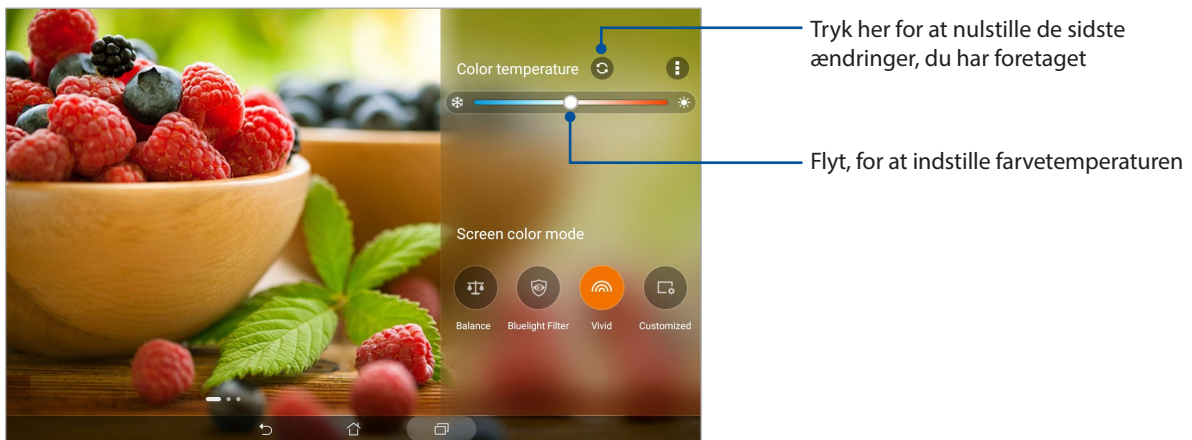 Tryk her for at nulstille de sidste
ændringer, du har foretaget
Color temperature
Flyt, for at indstille farvetemperaturen
Screen color mode
Balance Bluelight Filter Vivid Customized